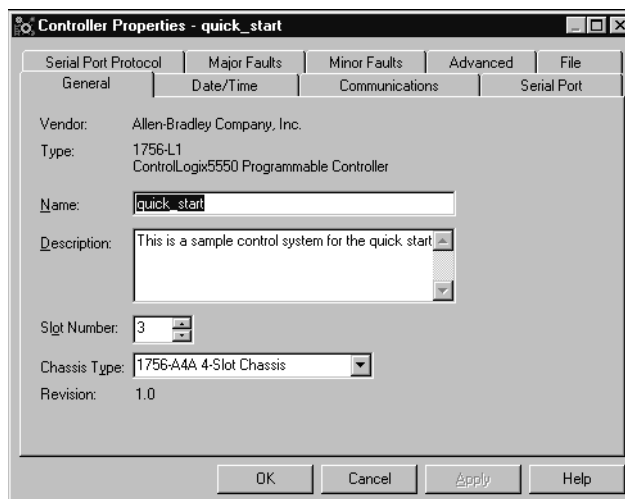 Controller Properties - quick_start
Serial Port Protocol Major Faults Minor Faults Advanced File
General Date/Time Communications Serial Port
Vendor: Allen-Bradley Company, Inc.
Type: 1756-L1
ControlLogix5550 Programmable Controller
Name: quick_start
Description: This is a sample control system for the quick start
Slot Number: 3
Chassis Type: 1756-A4A 4-Slot Chassis
Revision: 1.0
OK Cancel Apply Help